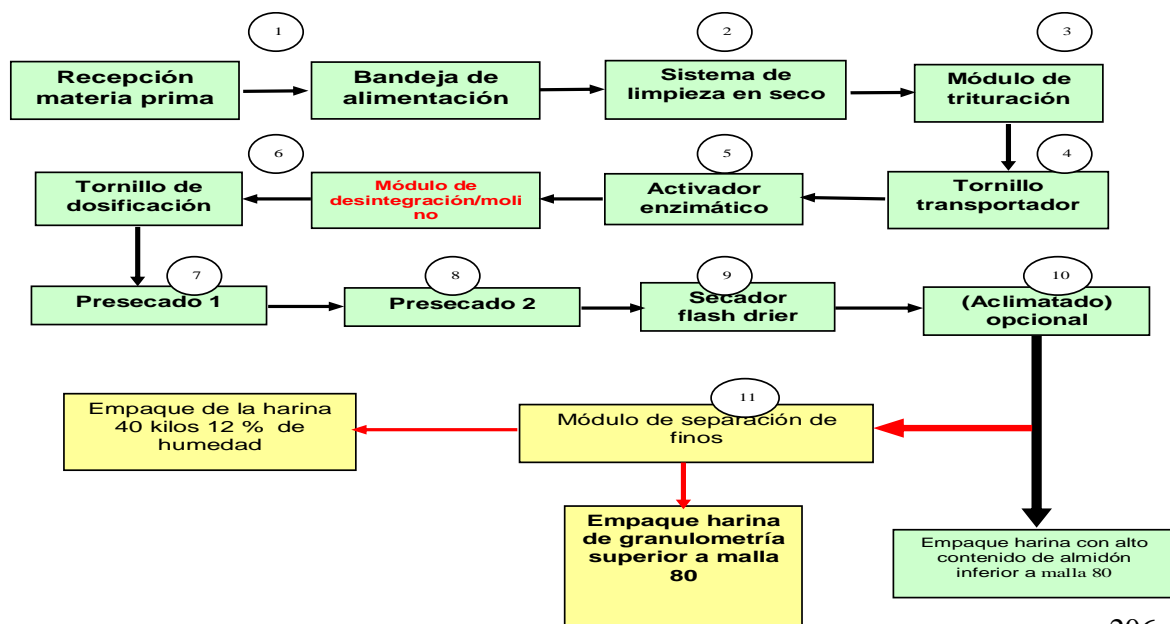 1
2
3
Recepción
materia prima
Bandeja de
alimentación
Sistema de
limpieza en seco
Módulo de
trituración
6
5
4
Tornillo de
dosificación
Módulo de
desintegración/moli
no
Activador
enzimático
Tornillo
transportador
7
8
9
10
Presecado 1
Presecado 2
Secador
flash drier
(Aclimatado)
opcional
11
Empaque de la harina
40 kilos 12 % de
humedad
Módulo de separación de
finos
Empaque harina
de granulometría
superior a malla
80
Empaque harina con alto
contenido de almidón
inferior a malla 80